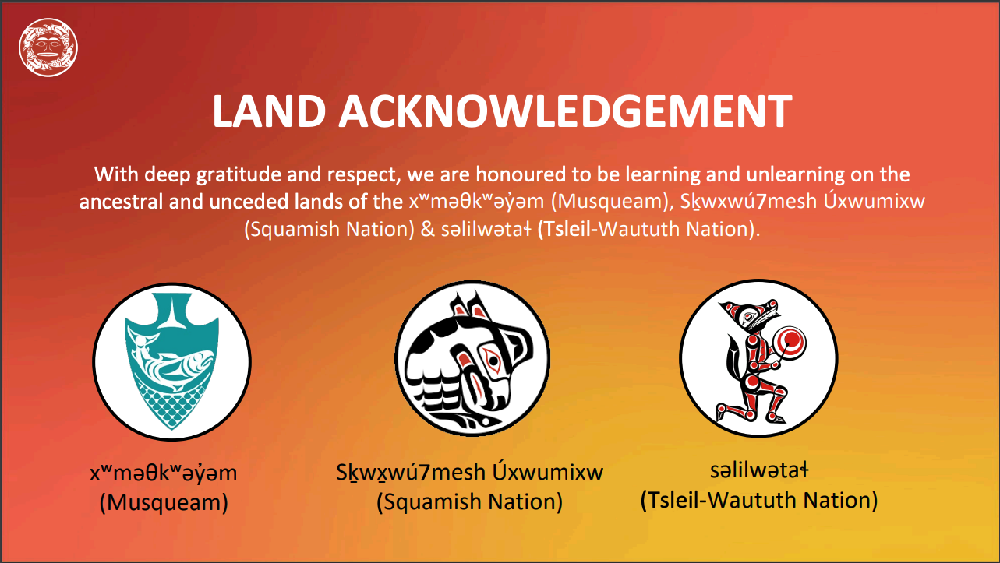 LAND ACKNOWLEDGEMENT
With deep gratitude and respect, we are honoured to be learning and unlearning on the
ancestral and unceded lands of the xʷməθkʷəy̓əm (Musqueam), Sḵwxwú7mesh Úxwumixw
(Squamish Nation) & səlilwətaɬ (Tsleil-Waututh Nation).
xʷməθkʷəy̓əm
(Musqueam)
Sḵwx̱wú7mesh Úxwumixw
(Squamish Nation)
səlilwətaɬ
(Tsleil-Waututh Nation)